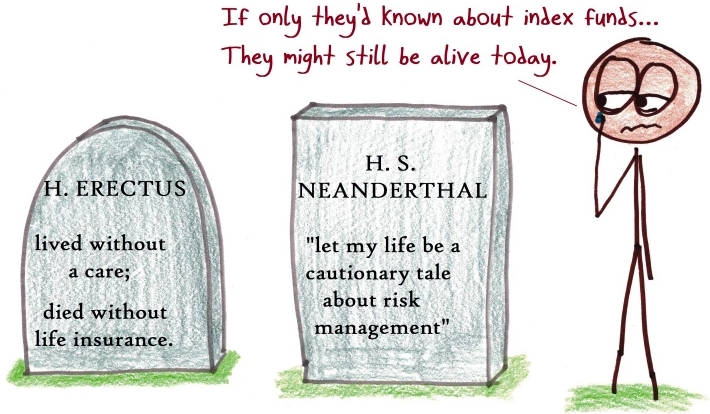 If only they'd known about index funds...
They might still be alive today.
H. ERECTUS
lived without
a care;
died without
life insurance.
H. S.
NEANDERTHAL
"let my life be a
cautionary tale
about risk
management"